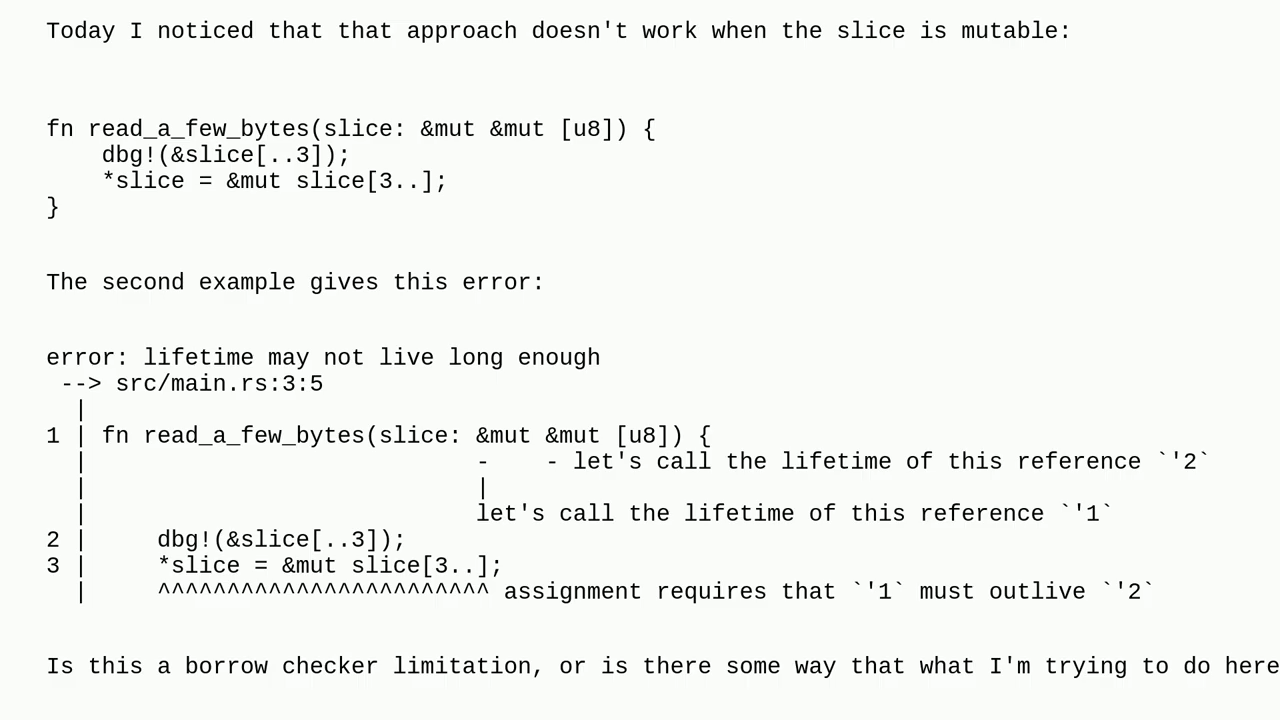 Today I noticed that that approach doesn't work when the slice is mutable:
fn read_a_few_bytes(slice: &mut &mut [u8]) {
    dbg!(&slice[..3]);
    *slice = &mut slice[3..];
}
The second example gives this error:
error: lifetime may not live long enough
 --> src/main.rs:3:5
  |
1 | fn read_a_few_bytes(slice: &mut &mut [u8]) {
  |                            -    - let's call the lifetime of this reference `'2`
  |                            |
  |                            let's call the lifetime of this reference `'1`
2 |     dbg!(&slice[..3]);
3 |     *slice = &mut slice[3..];
  |     ^^^^^^^^^^^^^^^^^^^^^^^^ assignment requires that `'1` must outlive `'2`
Is this a borrow checker limitation, or is there some way that what I'm trying to do here